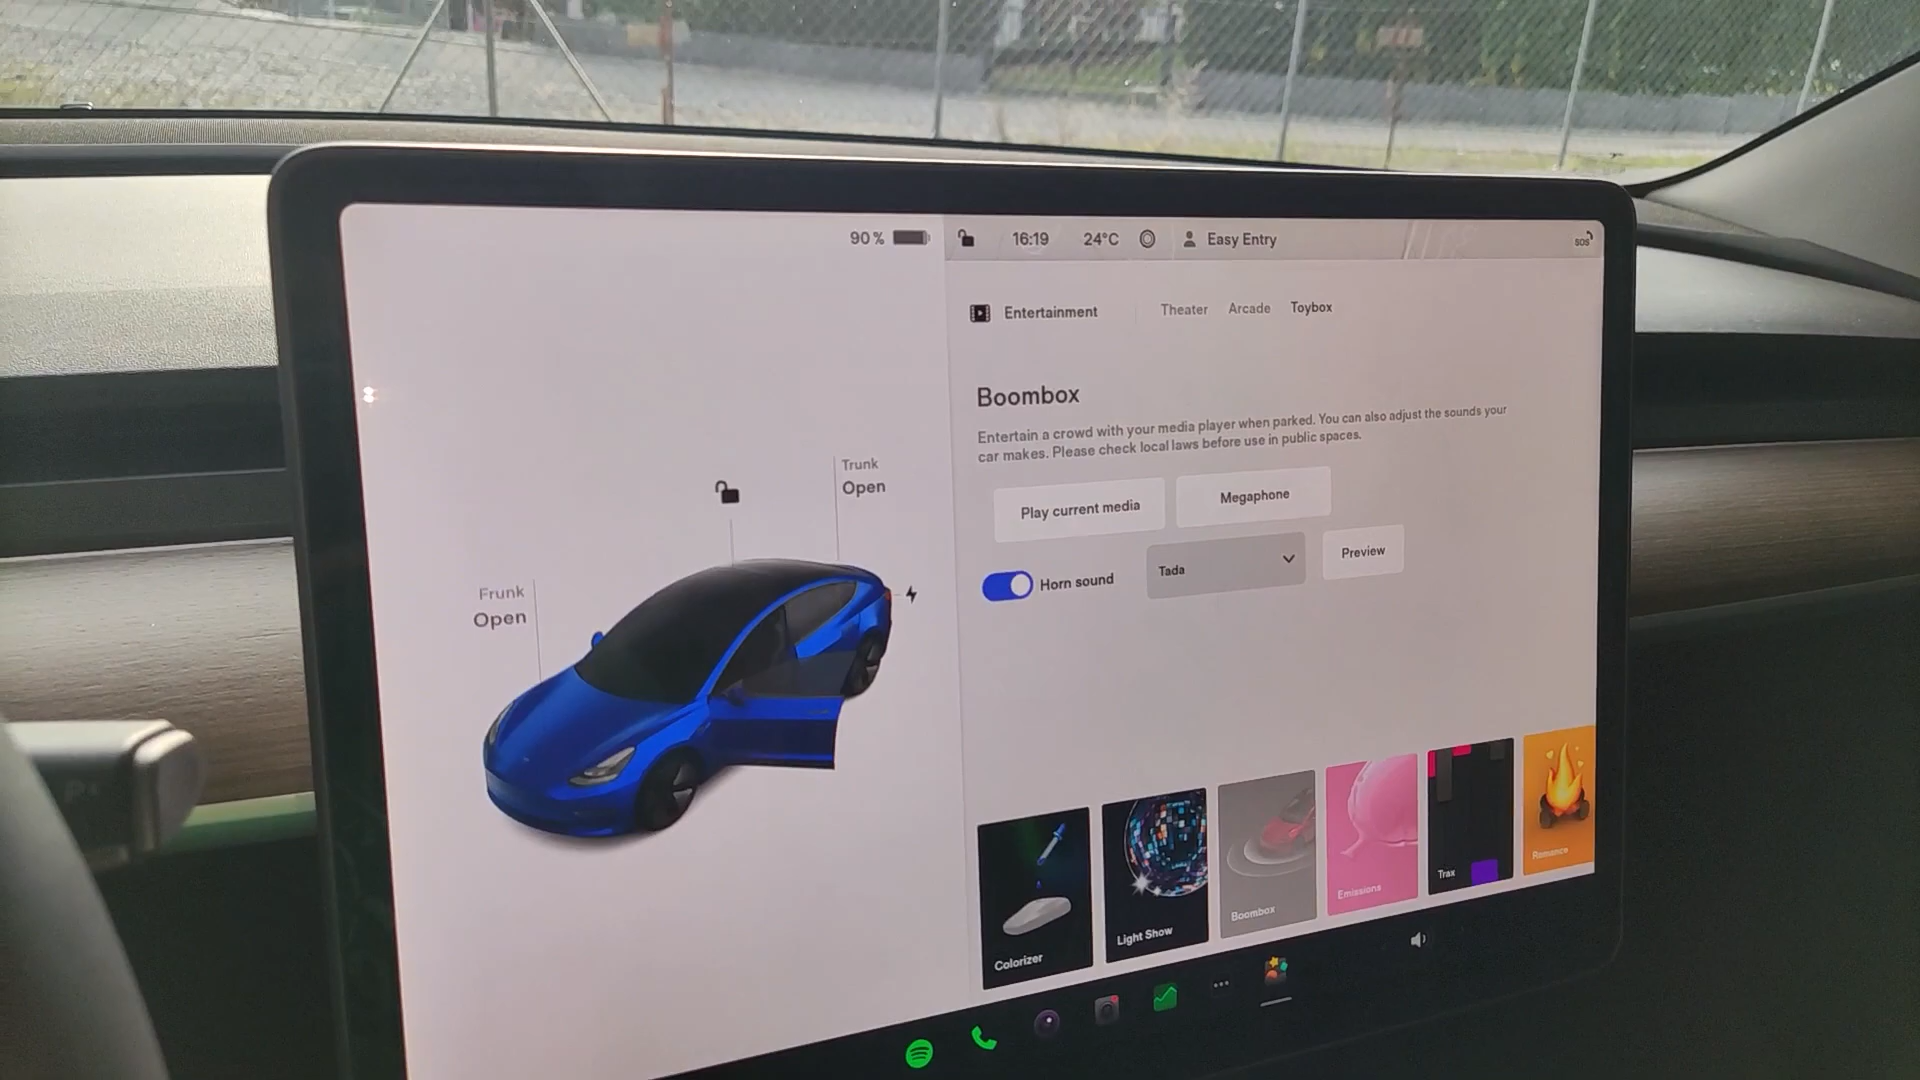 90 %
16:19
24°C
Easy Entry
SOS
Entertainment
Theater
Arcade
Toybox
Boombox
Entertain a crowd with your media player when parked. You can also adjust the sounds your
car makes. Please check local laws before use in public spaces.
Play current media
Megaphone
Horn sound
Tada
Preview
Trunk
Open
Frunk
Open
Colorizer
Light Show
Boombox
Emissions
Trax
Romance